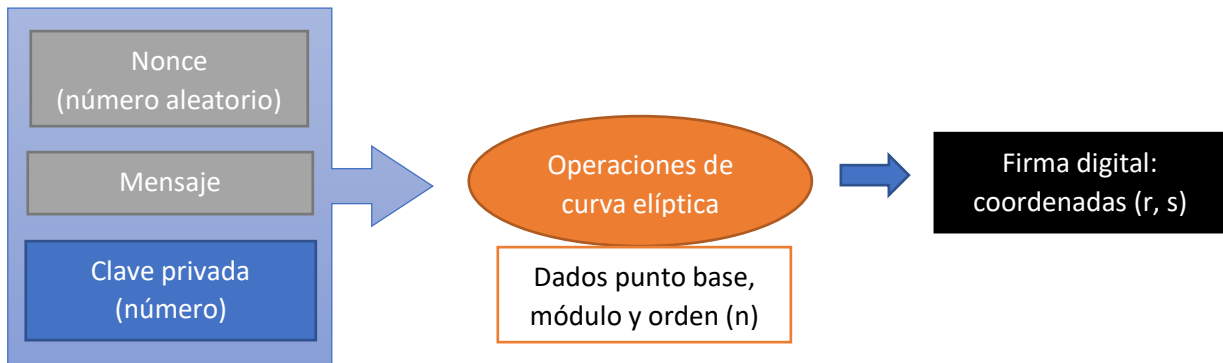 Nonce
(número aleatorio)
Mensaje
Clave privada
(número)
Operaciones de
curva elíptica
Dados punto base,
módulo y orden (n)
Firma digital:
coordenadas (r, s)